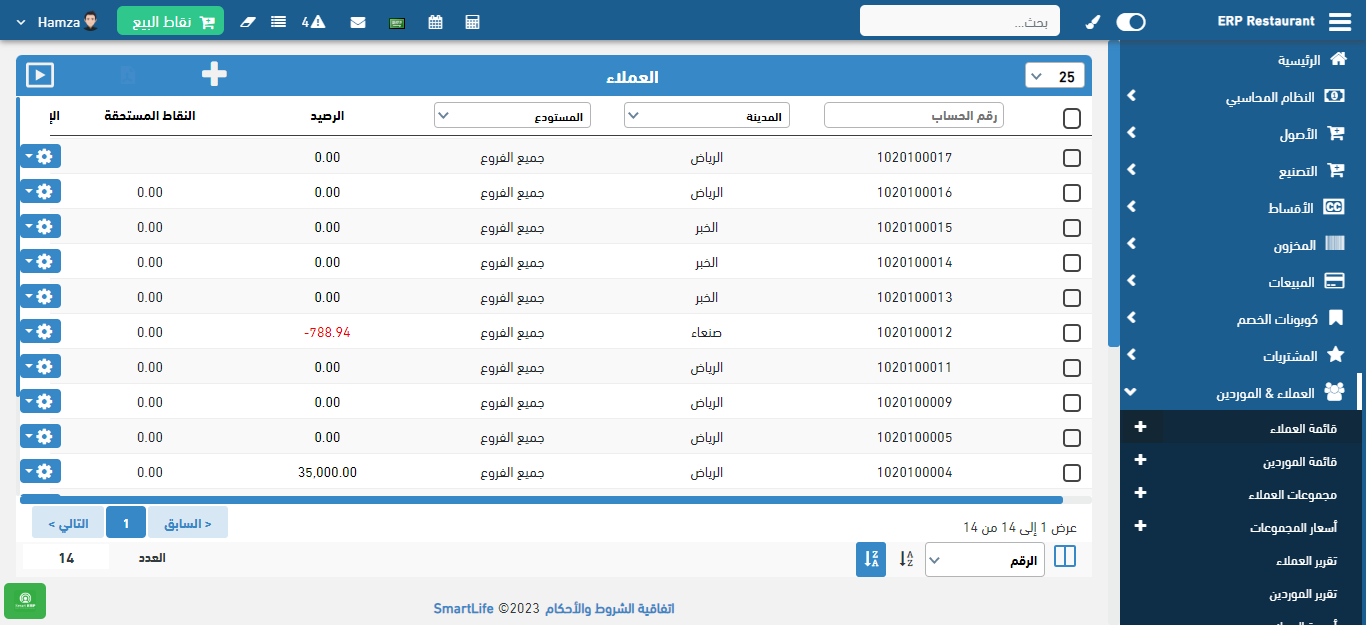 ERP Restaurant
بحث...
4
نقاط البيع
Hamza
الرئيسية
النظام المحاسبي
الأصول
التصنيع
الأقساط
المخزون
المبيعات
كوبونات الخصم
المشتريات
العملاء & الموردين
قائمة العملاء
قائمة الموردين
مجموعات العملاء
أسعار المجموعات
تقرير العملاء
تقرير الموردين
25
العملاء
رقم الحساب المدينة المستودع الرصيد النقاط المستحقة
1020100017 الرياض جميع الفروع 0.00
1020100016 الرياض جميع الفروع 0.00 0.00
1020100015 الخبر جميع الفروع 0.00 0.00
1020100014 الخبر جميع الفروع 0.00 0.00
1020100013 الخبر جميع الفروع 0.00 0.00
1020100012 صنعاء جميع الفروع -788.94 0.00
1020100011 الرياض جميع الفروع 0.00 0.00
1020100009 الرياض جميع الفروع 0.00 0.00
1020100005 الرياض جميع الفروع 0.00 0.00
1020100004 الرياض جميع الفروع 35,000.00 0.00
عرض 1 إلى 14 من 14
< السابق 1 التالي >
الرقم
العدد 14
اتفاقية الشروط والأحكام 2023© SmartLife